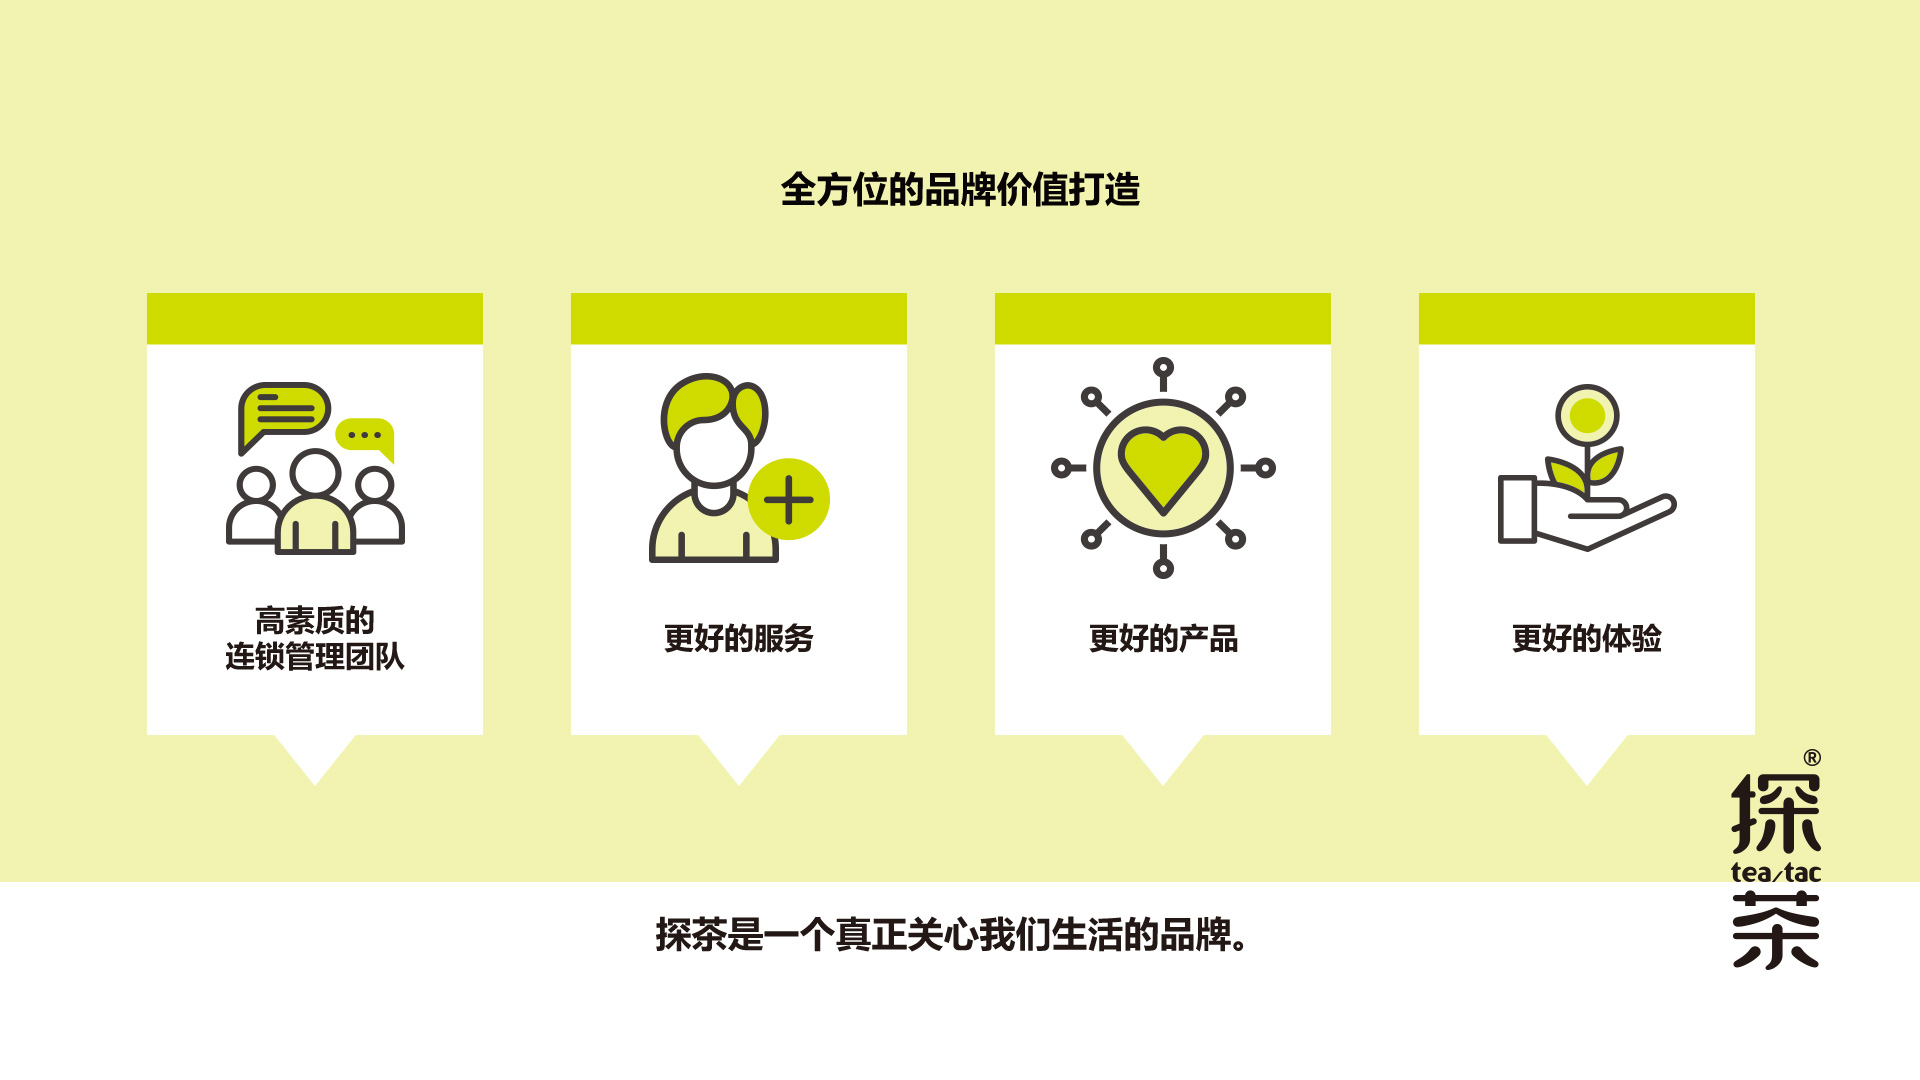 全方位的品牌价值打造
高素质的
连锁管理团队
更好的服务
更好的产品
更好的体验
®
探
tea/tac
茶
探茶是一个真正关心我们生活的品牌。